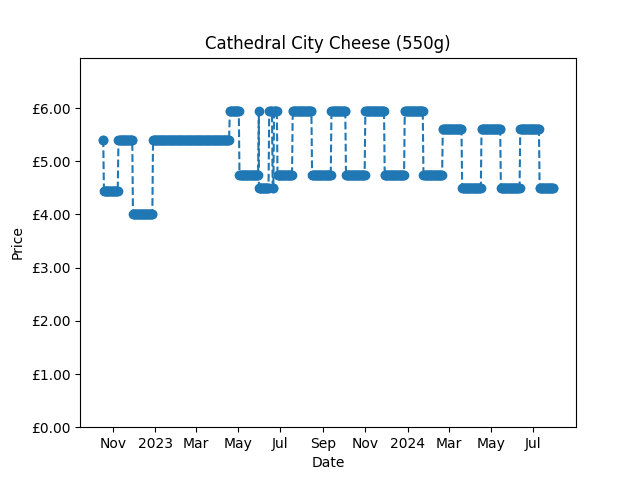 Cathedral City Cheese (550g)
£6.00
£5.00
£4.00
£3.00
£2.00
£1.00
£0.00
Price
Nov 2023 Mar May Jul Sep Nov 2024 Mar May Jul
Date